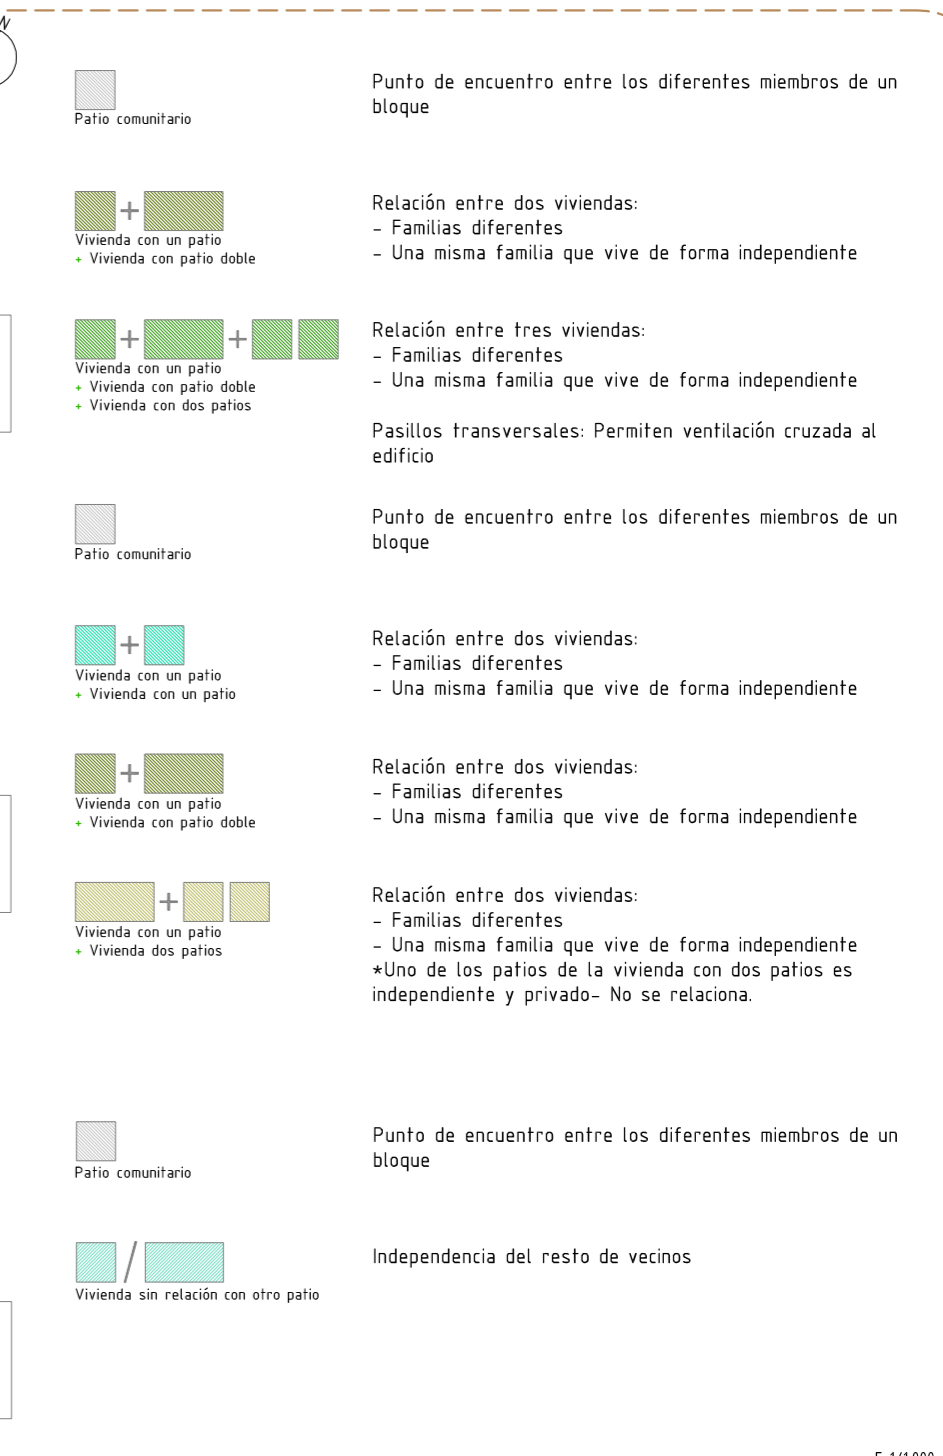 N
Patio comunitario
Punto de encuentro entre los diferentes miembros de un
bloque
Vivienda con un patio
+ Vivienda con patio doble
Relación entre dos viviendas:
- Familias diferentes
- Una misma familia que vive de forma independiente
Vivienda con un patio
+ Vivienda con patio doble
+ Vivienda con dos patios
Relación entre tres viviendas:
- Familias diferentes
- Una misma familia que vive de forma independiente
Pasillos transversales: Permiten ventilación cruzada al
edificio
Patio comunitario
Punto de encuentro entre los diferentes miembros de un
bloque
Vivienda con un patio
+ Vivienda con un patio
Relación entre dos viviendas:
- Familias diferentes
- Una misma familia que vive de forma independiente
Vivienda con un patio
+ Vivienda con patio doble
Relación entre dos viviendas:
- Familias diferentes
- Una misma familia que vive de forma independiente
Vivienda con un patio
+ Vivienda dos patios
Relación entre dos viviendas:
- Familias diferentes
- Una misma familia que vive de forma independiente
*Uno de los patios de la vivienda con dos patios es
independiente y privado- No se relaciona.
Patio comunitario
Punto de encuentro entre los diferentes miembros de un
bloque
Vivienda sin relación con otro patio
Independencia del resto de vecinos